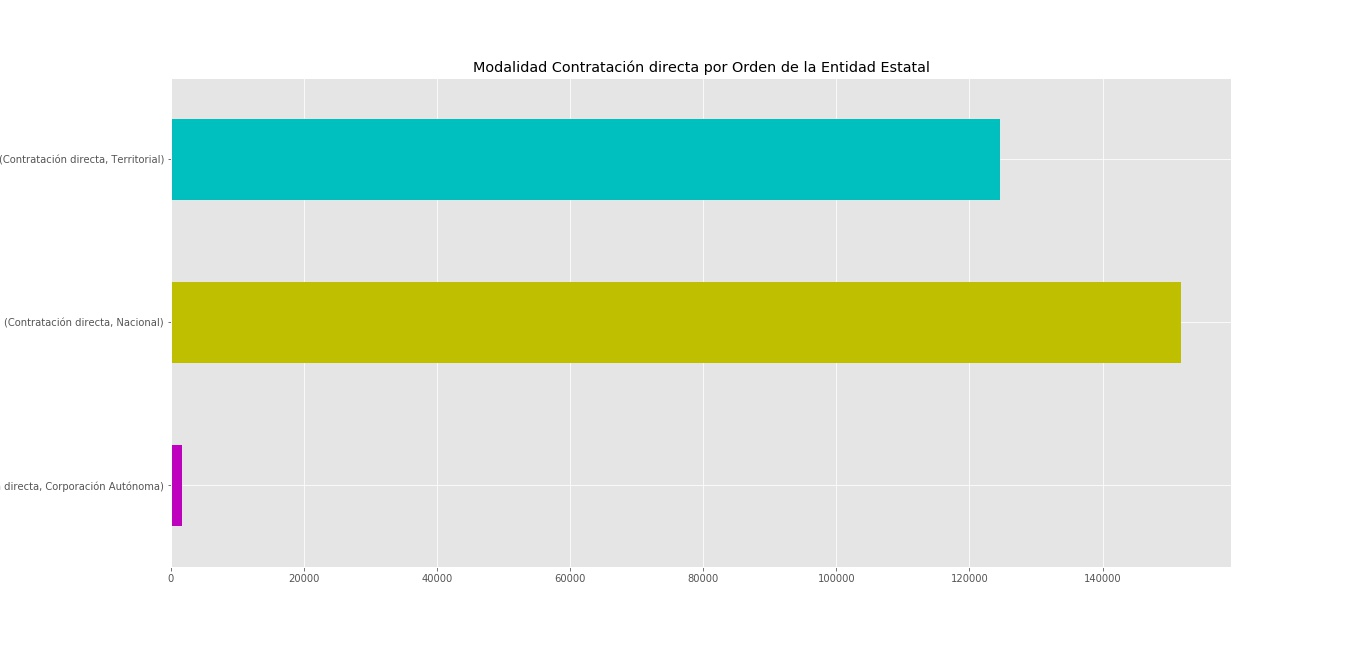 Modalidad Contratación directa por Orden de la Entidad Estatal
(Contratación directa, Territorial)
(Contratación directa, Nacional)
directa, Corporación Autónoma)
0 20000 40000 60000 80000 100000 120000 140000